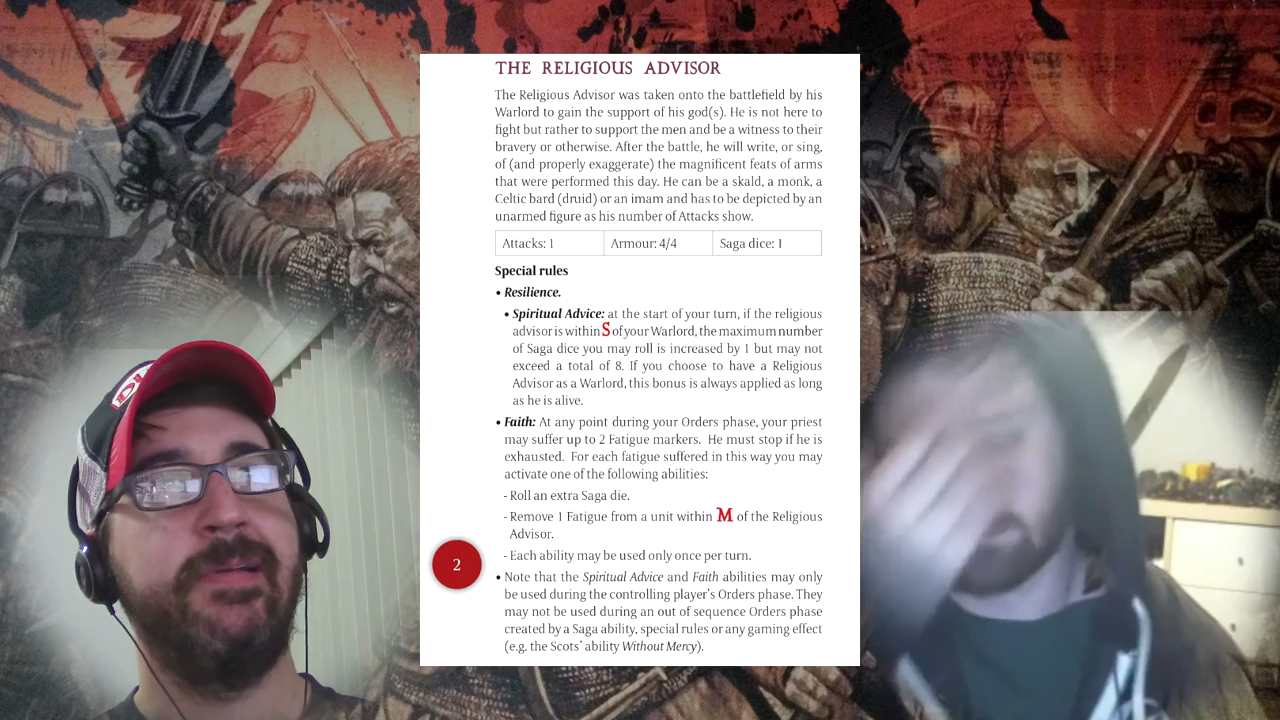 THE RELIGIOUS ADVISOR
The Religious Advisor was taken onto the battlefield by his
Warlord to gain the support of his god(s). He is not here to
fight but rather to support the men and be a witness to their
bravery or otherwise. After the battle, he will write, or sing,
of (and properly exaggerate) the magnificent feats of arms
that were performed this day. He can be a skald, a monk, a
Celtic bard (druid) or an imam and has to be depicted by an
unarmed figure as his number of Attacks show.
Attacks: 1 Armour: 4/4 Saga dice: 1
Special rules
• Resilience.
• Spiritual Advice: at the start of your turn, if the religious
advisor is within S of your Warlord, the maximum number
of Saga dice you may roll is increased by 1 but may not
exceed a total of 8. If you choose to have a Religious
Advisor as a Warlord, this bonus is always applied as long
as he is alive.
• Faith: At any point during your Orders phase, your priest
may suffer up to 2 Fatigue markers. He must stop if he is
exhausted. For each fatigue suffered in this way you may
activate one of the following abilities:
- Roll an extra Saga die.
- Remove 1 Fatigue from a unit within M of the Religious
Advisor.
- Each ability may be used only once per turn.
2
• Note that the Spiritual Advice and Faith abilities may only
be used during the controlling player's Orders phase. They
may not be used during an out of sequence Orders phase
created by a Saga ability, special rules or any gaming effect
(e.g. the Scots' ability Without Mercy).